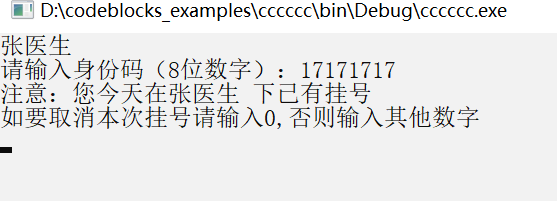 D:\codeblocks_examples\cccccc\bin\Debug\cccccc.exe
张医生
请输入身份码（8位数字）：17171717
注意：您今天在张医生 下已有挂号
如要取消本次挂号请输入0,否则输入其他数字